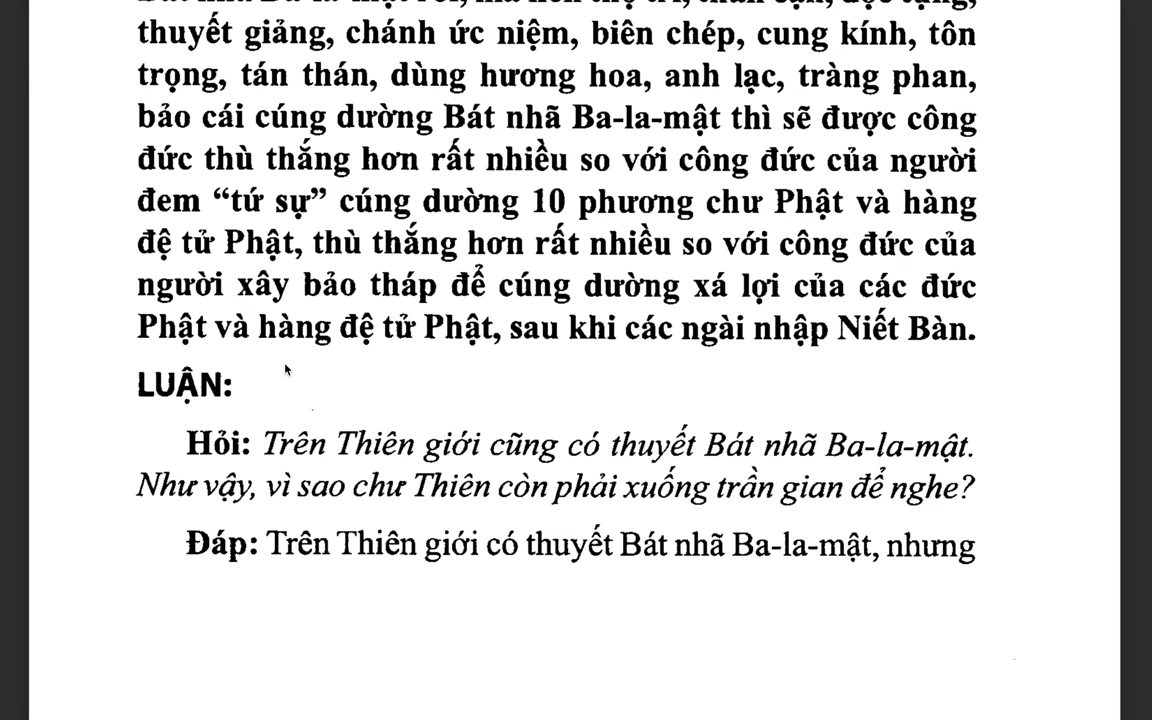 thuyết giảng, chánh ức niệm, biên chép, cung kính, tôn
trọng, tán thán, dùng hương hoa, anh lạc, tràng phan,
bảo cái cúng dường Bát nhã Ba-la-mật thì sẽ được công
đức thù thắng hơn rất nhiều so với công đức của người
đem “tứ sự” cúng dường 10 phương chư Phật và hàng
đệ tử Phật, thù thắng hơn rất nhiều so với công đức của
người xây bảo tháp để cúng dường xá lợi của các đức
Phật và hàng đệ tử Phật, sau khi các ngài nhập Niết Bàn.
LUẬN:
Hỏi: Trên Thiên giới cũng có thuyết Bát nhã Ba-la-mật.
Như vậy, vì sao chư Thiên còn phải xuống trần gian để nghe?
Đáp: Trên Thiên giới có thuyết Bát nhã Ba-la-mật, nhưng